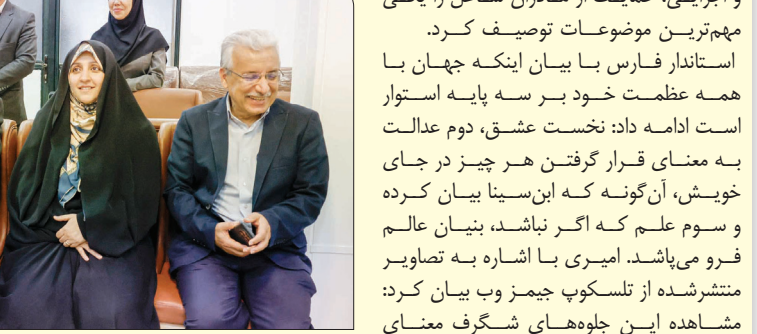 مهم‌ترین موضوعات توصیف کرد.
استاندار فارس با بیان اینکه جهان با
همه عظمت خود بر سه پایه استوار
است ادامه داد: نخست عشق، دوم عدالت
به معنای قرار گرفتن هر چیز در جای
خویش، آن‌گونه که ابن‌سینا بیان کرده
و سوم علم که اگر نباشد، بنیان عالم
فرو می‌پاشد. امیری با اشاره به تصاویر
منتشرشده از تلسکوپ جیمز وب بیان کرد:
مشاهده این جلوه‌های شگرف معنای